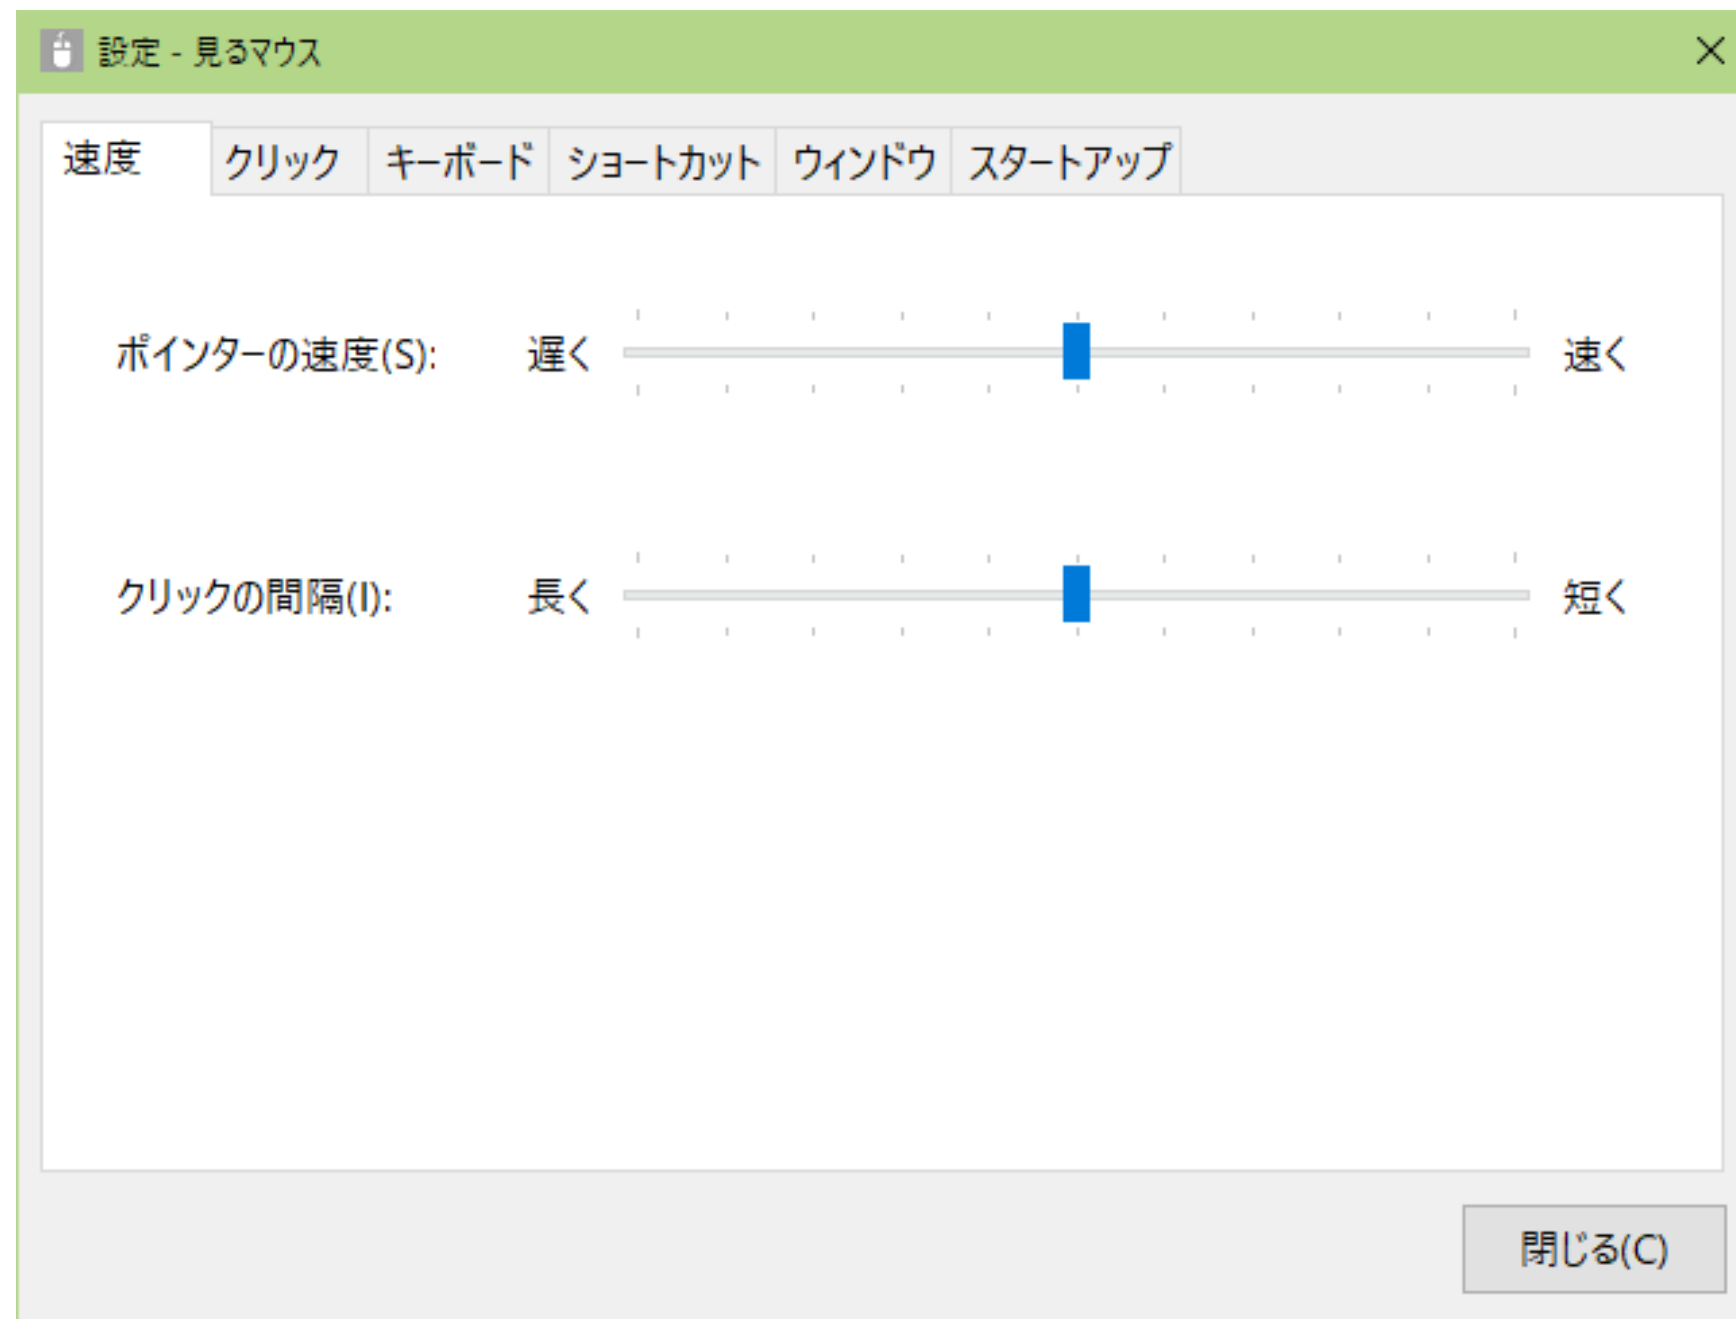 設定 - 見るマウス
速度 クリック キーボード ショートカット ウィンドウ スタートアップ
ポインターの速度(S): 遅く 速く
クリックの間隔(I): 長く 短く
閉じる(C)